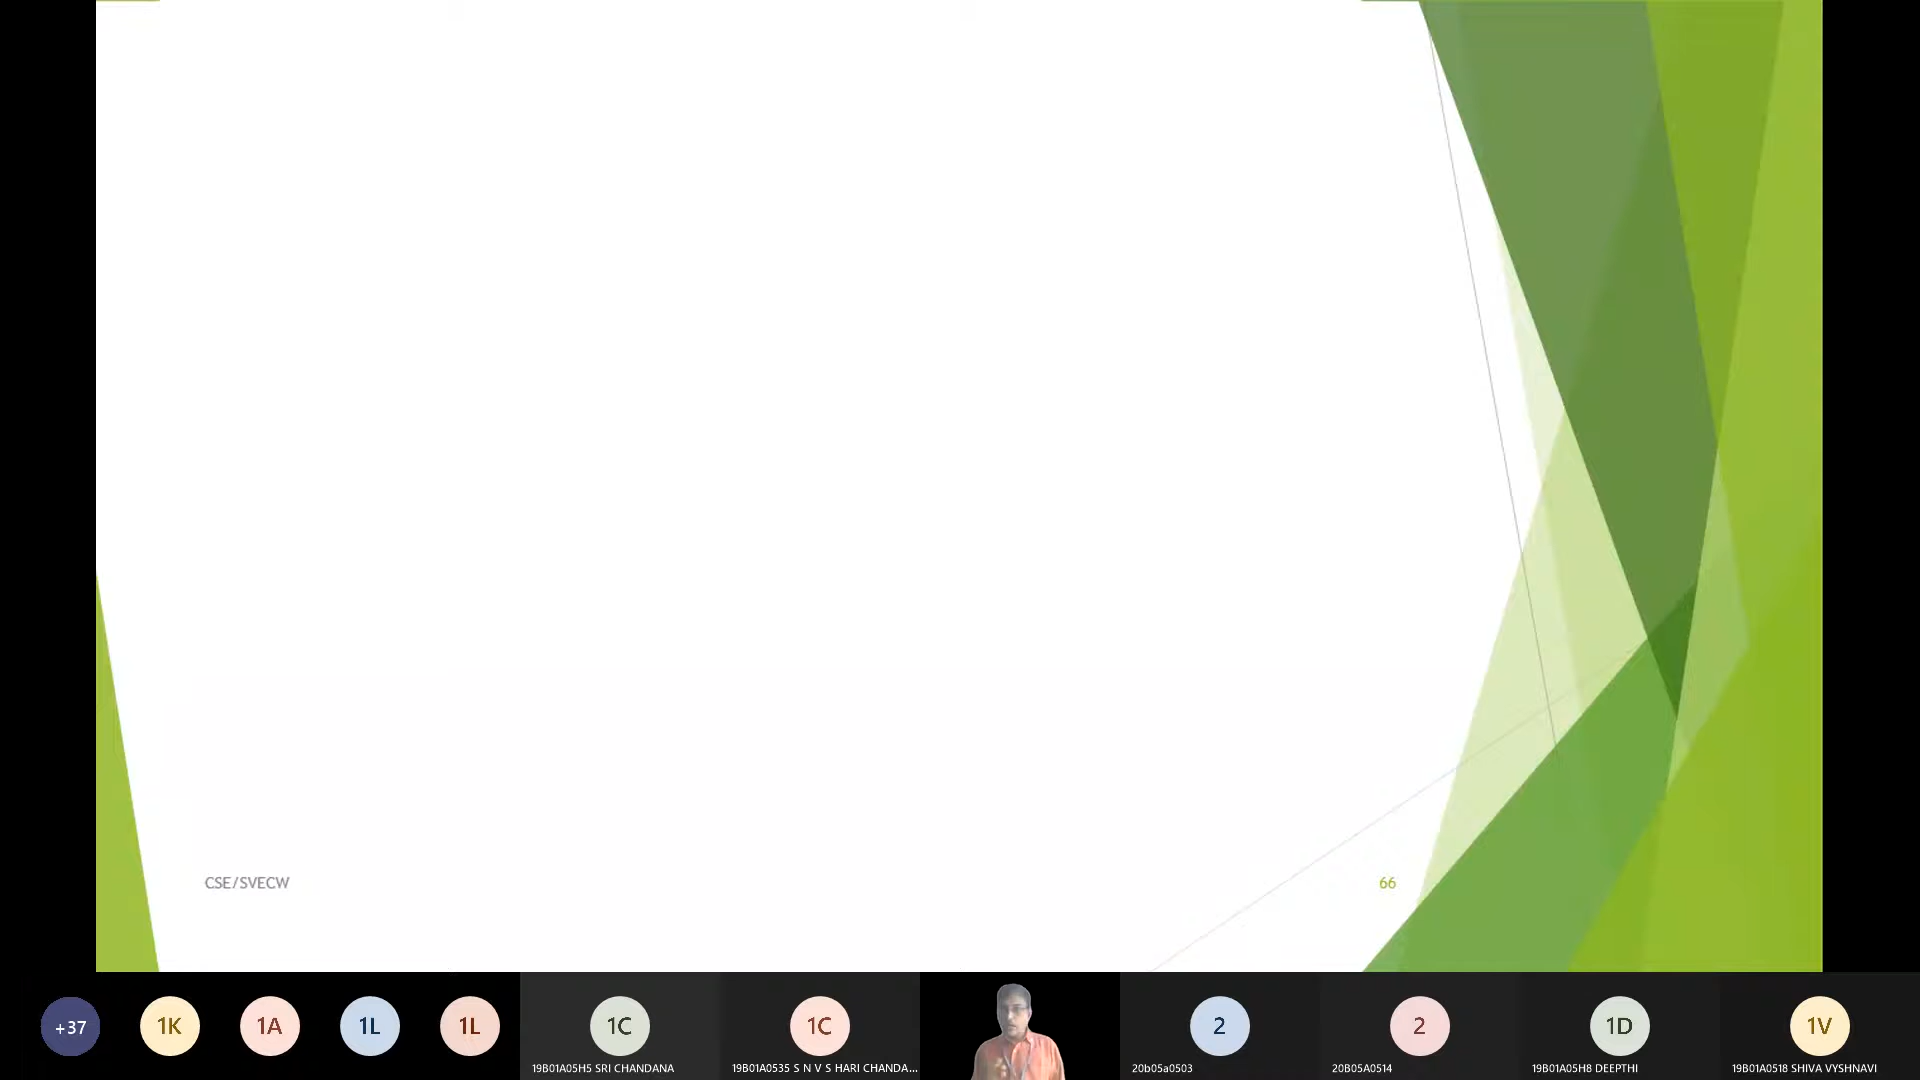 CSE/SVECW
66
+37
1K
1A
1L
1L
1C
1C
2
2
1D
1V
19B01A05H5 SRI CHANDANA
19B01A0535 S N V S HARI CHANDA...
20b05a0503
20B05A0514
19B01A05H8 DEEPTHI
19B01A0518 SHIVA VYSHNAVI